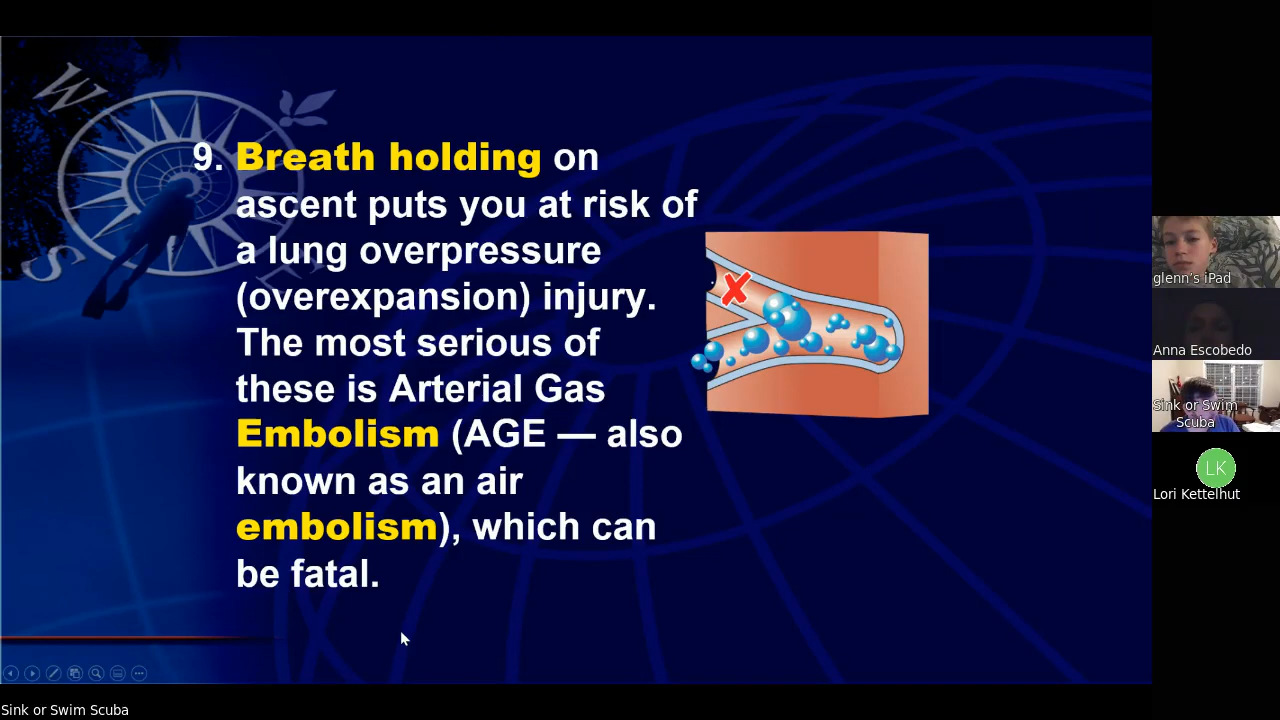 W
S
9. Breath holding on
ascent puts you at risk of
a lung overpressure
(overexpansion) injury.
The most serious of
these is Arterial Gas
Embolism (AGE — also
known as an air
embolism), which can
be fatal.
glenn's iPad
Anna Escobedo
Sink or Swim
Scuba
LK
Lori Kettelhut
Sink or Swim Scuba